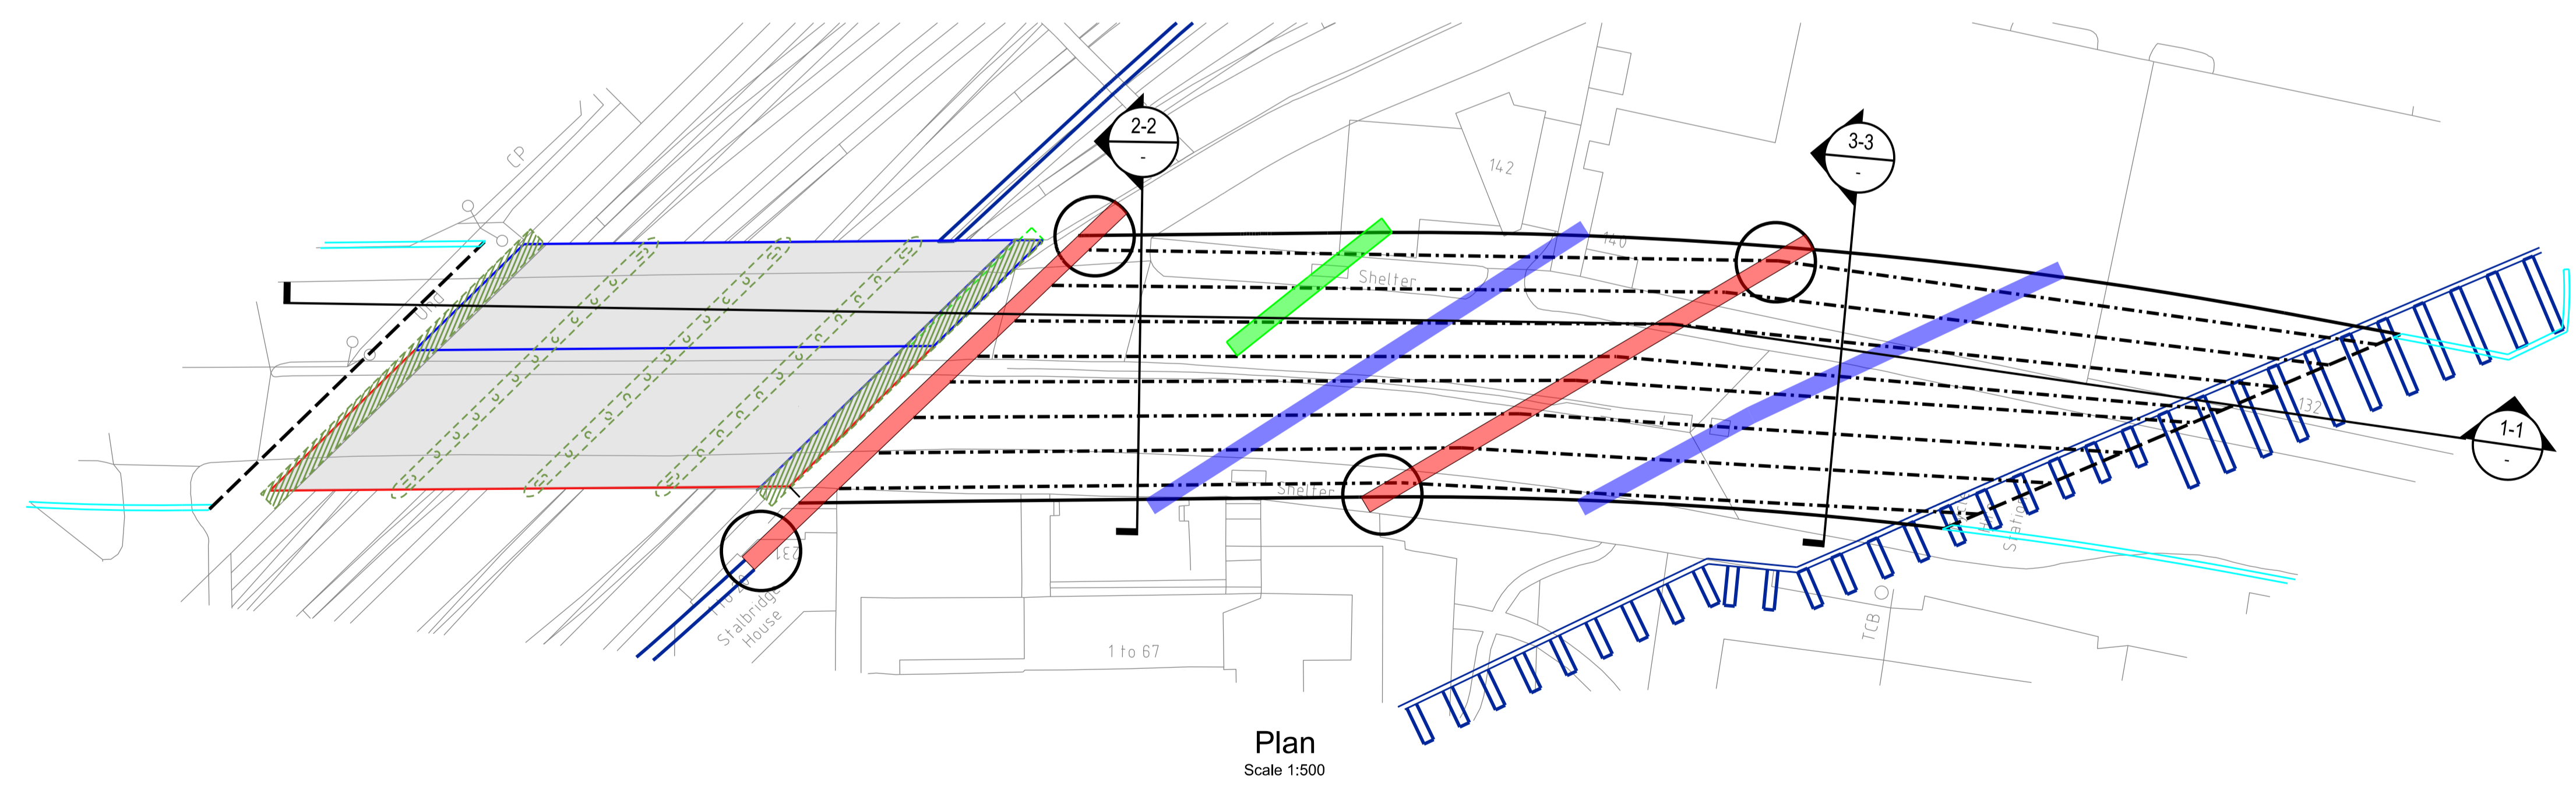 CP
2-2
-
3-3
-
142
140
Shelter
132
1-1
-
Shelter
231
Stalbridge
House
1 to 67
TCB
Plan
Scale 1:500